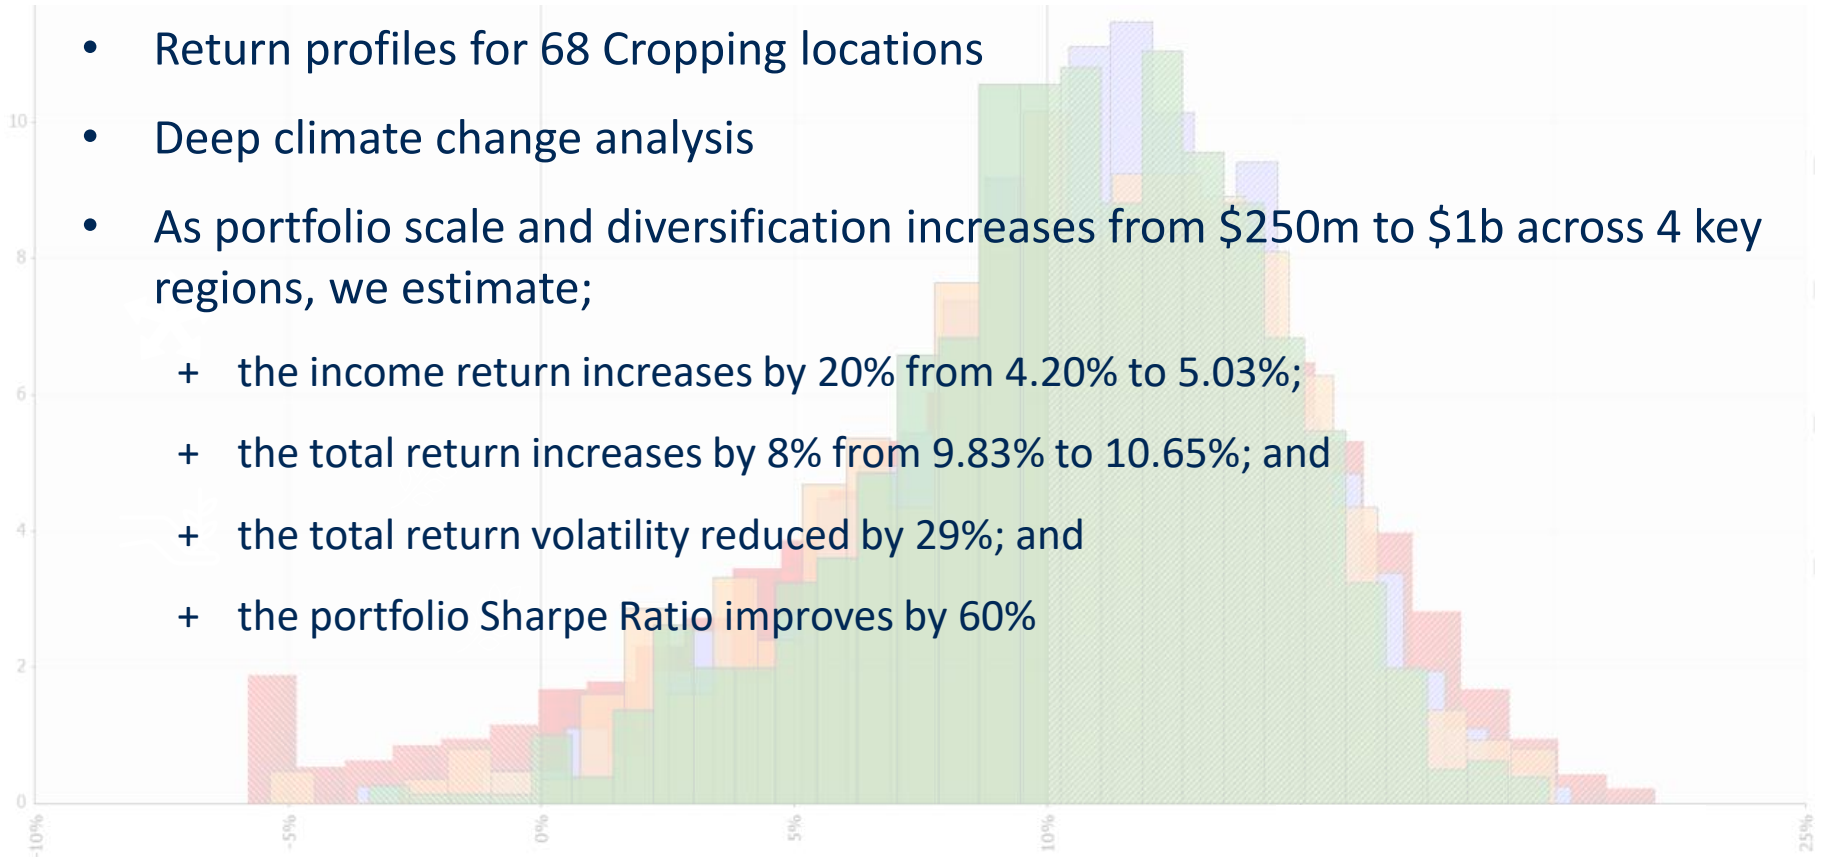 • Return profiles for 68 Cropping locations
• Deep climate change analysis
• As portfolio scale and diversification increases from $250m to $1b across 4 key
regions, we estimate;
+ the income return increases by 20% from 4.20% to 5.03%;
+ the total return increases by 8% from 9.83% to 10.65%; and
+ the total return volatility reduced by 29%; and
+ the portfolio Sharpe Ratio improves by 60%
10
8
6
4
2
0
-10%
-5%
0%
5%
10%
25%